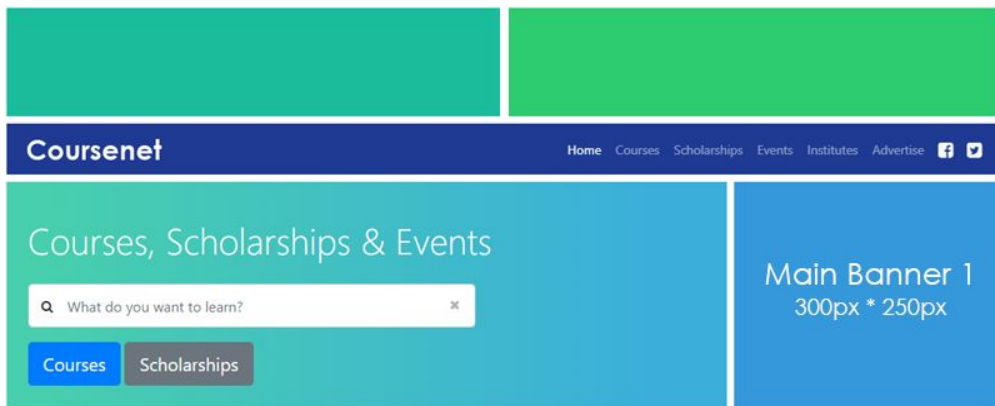 Coursenet
Home Courses Scholarships Events Institutes Advertise
Courses, Scholarships & Events
What do you want to learn?
Courses Scholarships
Main Banner 1
300px * 250px